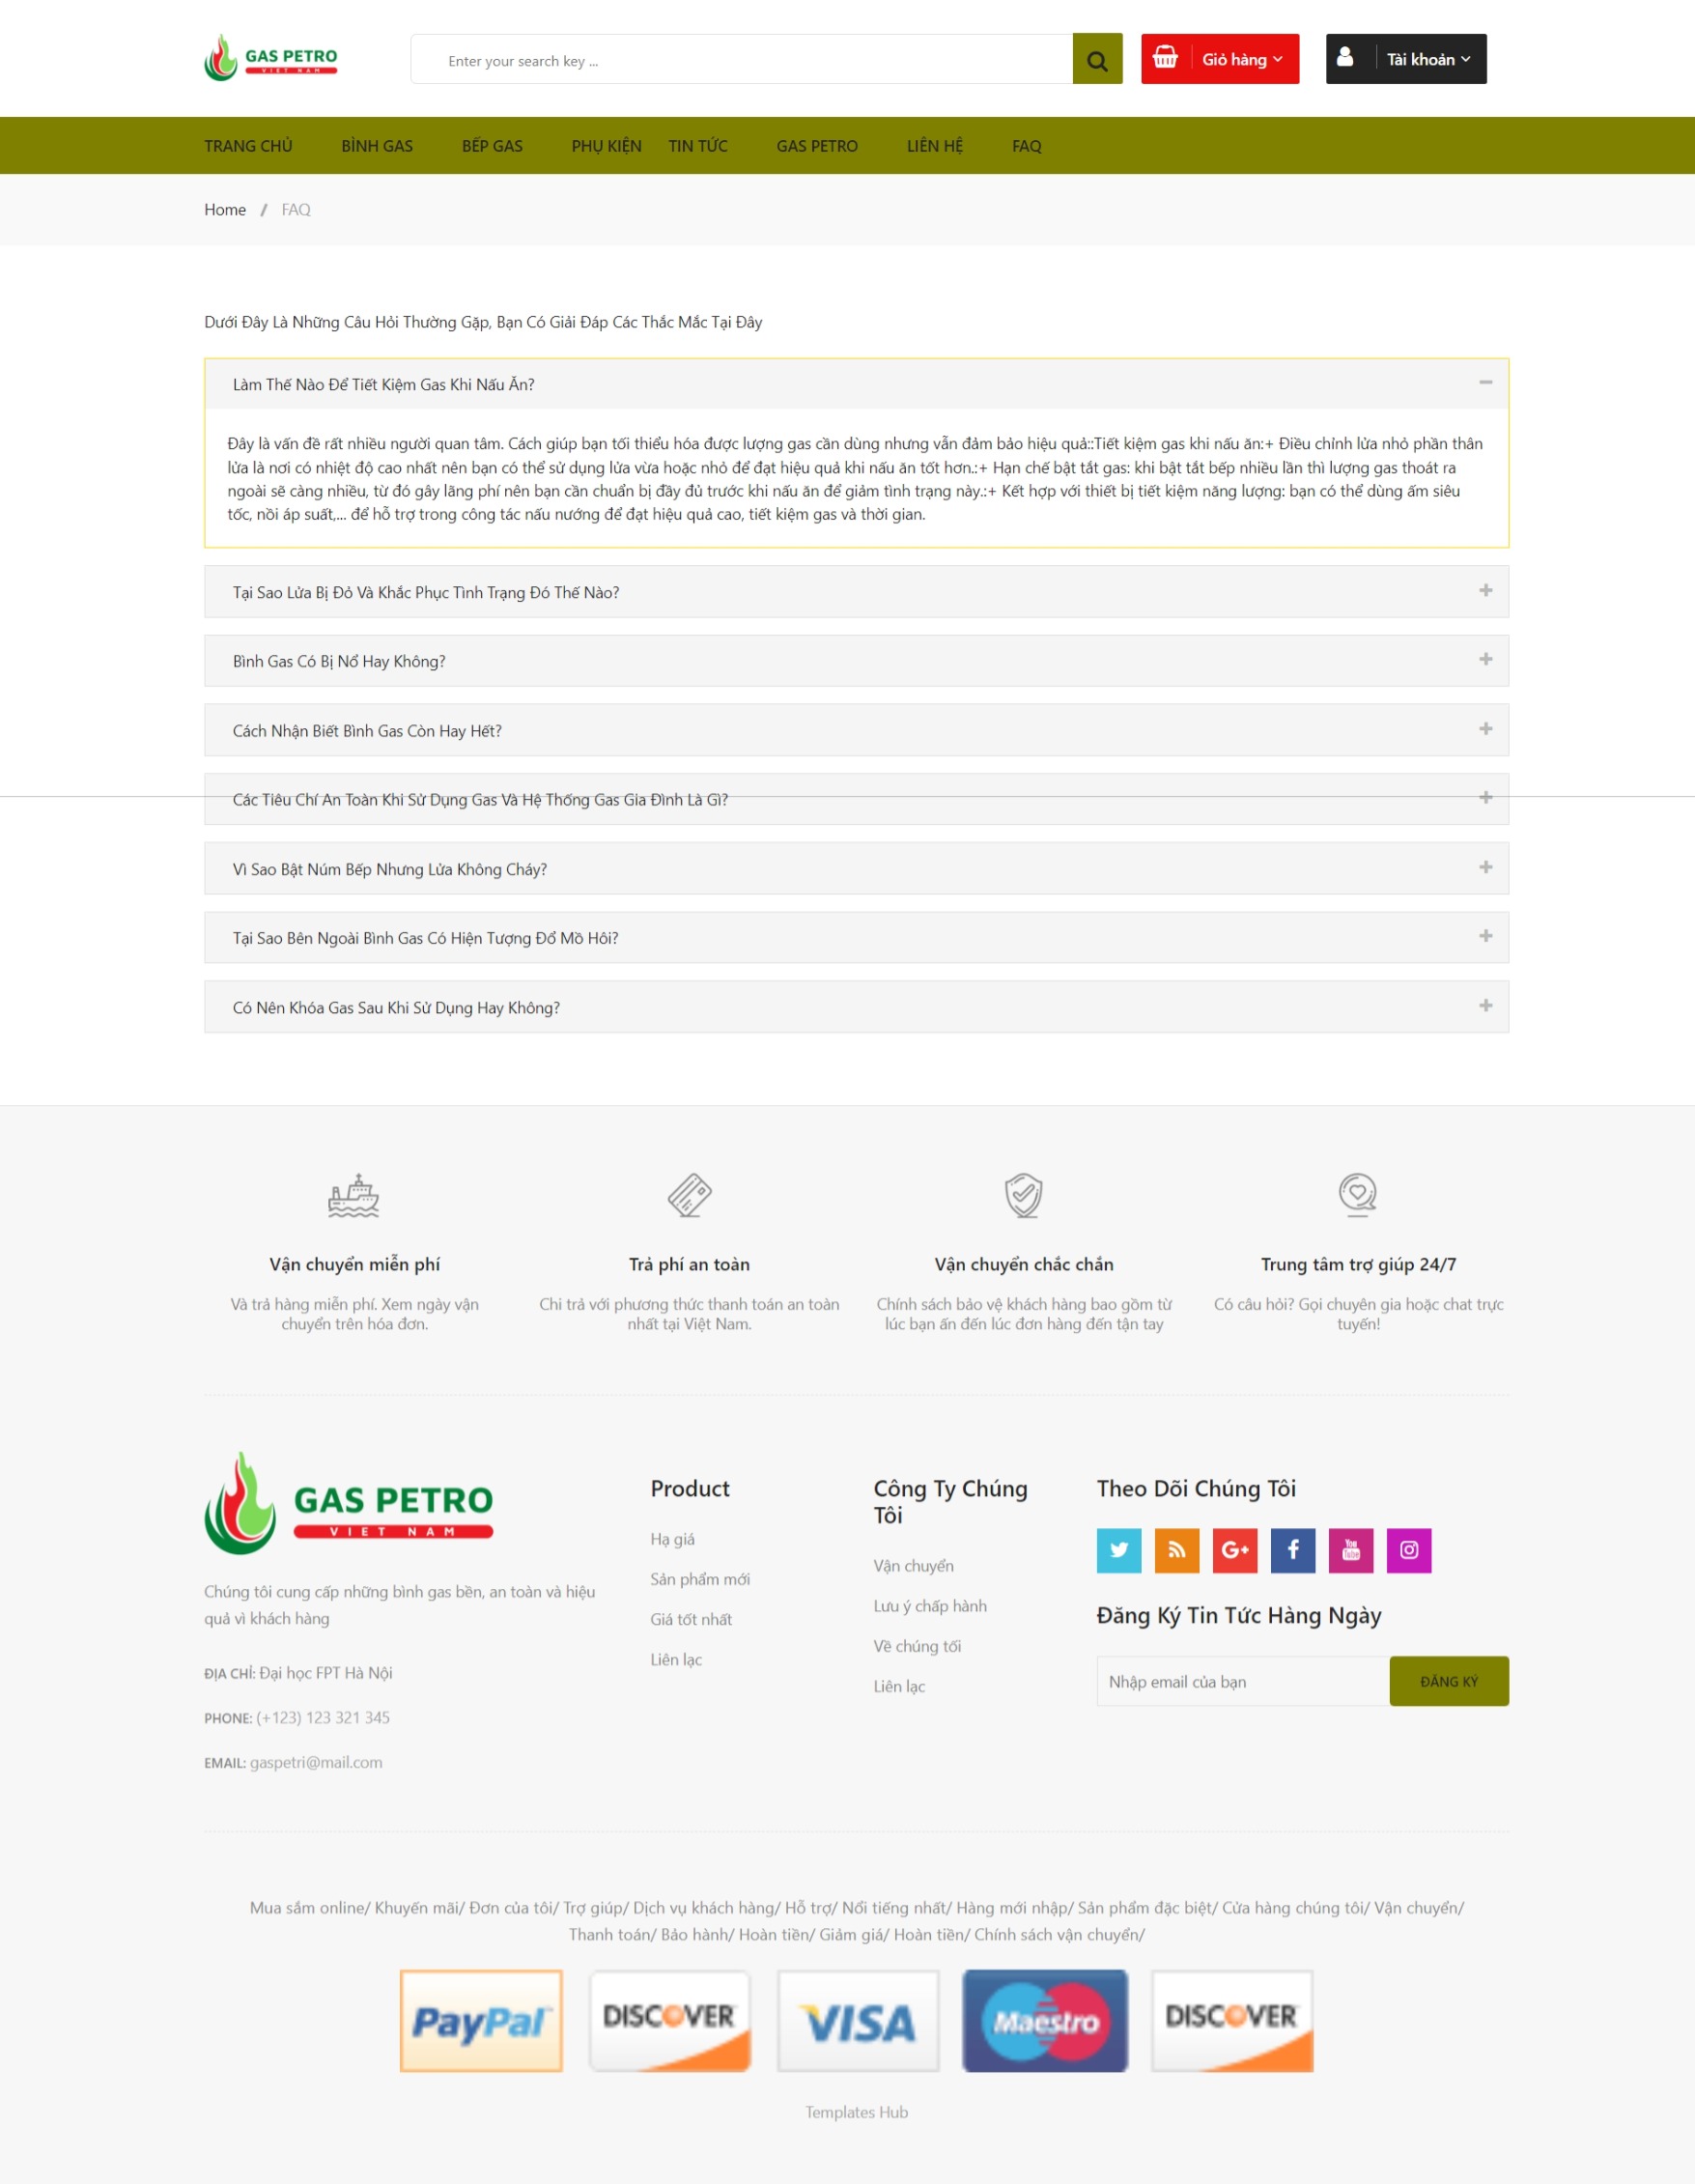 GAS PETRO
VIET NAM
Enter your search key ...
Giỏ hàng
Tài khoản
TRANG CHỦ
BÌNH GAS
BẾP GAS
PHỤ KIỆN
TIN TỨC
GAS PETRO
LIÊN HỆ
FAQ
Home / FAQ
Dưới Đây Là Những Câu Hỏi Thường Gặp, Bạn Có Giải Đáp Các Thắc Mắc Tại Đây
Làm Thế Nào Để Tiết Kiệm Gas Khi Nấu Ăn?
Đây là vấn đề rất nhiều người quan tâm. Cách giúp bạn tối thiểu hóa được lượng gas cần dùng nhưng vẫn đảm bảo hiệu quả::Tiết kiệm gas khi nấu ăn:+ Điều chỉnh lửa nhỏ phần thân
lửa là nơi có nhiệt độ cao nhất nên bạn có thể sử dụng lửa vừa hoặc nhỏ để đạt hiệu quả khi nấu ăn tốt hơn.:+ Hạn chế bật tắt gas: khi bật tắt bếp nhiều lần thì lượng gas thoát ra
ngoài sẽ càng nhiều, từ đó gây lãng phí nên bạn cần chuẩn bị đầy đủ trước khi nấu ăn để giảm tình trạng này.:+ Kết hợp với thiết bị tiết kiệm năng lượng: bạn có thể dùng ấm siêu
tốc, nồi áp suất,... để hỗ trợ trong công tác nấu nướng để đạt hiệu quả cao, tiết kiệm gas và thời gian.
Tại Sao Lửa Bị Đỏ Và Khắc Phục Tình Trạng Đó Thế Nào?
Bình Gas Có Bị Nổ Hay Không?
Cách Nhận Biết Bình Gas Còn Hay Hết?
Các Tiêu Chí An Toàn Khi Sử Dụng Gas Và Hệ Thống Gas Gia Đình Là Gì?
Vì Sao Bật Núm Bếp Nhưng Lửa Không Cháy?
Tại Sao Bên Ngoài Bình Gas Có Hiện Tượng Đổ Mồ Hôi?
Có Nên Khóa Gas Sau Khi Sử Dụng Hay Không?
Vận chuyển miễn phí
Và trả hàng miễn phí. Xem ngày vận
chuyển trên hóa đơn.
Trả phí an toàn
Chi trả với phương thức thanh toán an toàn
nhất tại Việt Nam.
Vận chuyển chắc chắn
Chính sách bảo vệ khách hàng bao gồm từ
lúc bạn ấn đến lúc đơn hàng đến tận tay
Trung tâm trợ giúp 24/7
Có câu hỏi? Gọi chuyên gia hoặc chat trực
tuyến!
GAS PETRO
VIET NAM
Chúng tôi cung cấp những bình gas bền, an toàn và hiệu
quả vì khách hàng
ĐỊA CHỈ: Đại học FPT Hà Nội
PHONE: (+123) 123 321 345
EMAIL: gaspetri@mail.com
Product
Hạ giá
Sản phẩm mới
Giá tốt nhất
Liên lạc
Công Ty Chúng
Tôi
Vận chuyển
Lưu ý chấp hành
Về chúng tối
Liên lạc
Theo Dõi Chúng Tôi
G+
f
You
Tube
Đăng Ký Tin Tức Hàng Ngày
Nhập email của bạn
ĐĂNG KÝ
Mua sắm online/ Khuyến mãi/ Đơn của tôi/ Trợ giúp/ Dịch vụ khách hàng/ Hỗ trợ/ Nổi tiếng nhất/ Hàng mới nhập/ Sản phẩm đặc biệt/ Cửa hàng chúng tôi/ Vận chuyển/
Thanh toán/ Bảo hành/ Hoàn tiền/ Giảm giá/ Hoàn tiền/ Chính sách vận chuyển/
PayPal
DISCOVER
VISA
Maestro
DISCOVER
Templates Hub